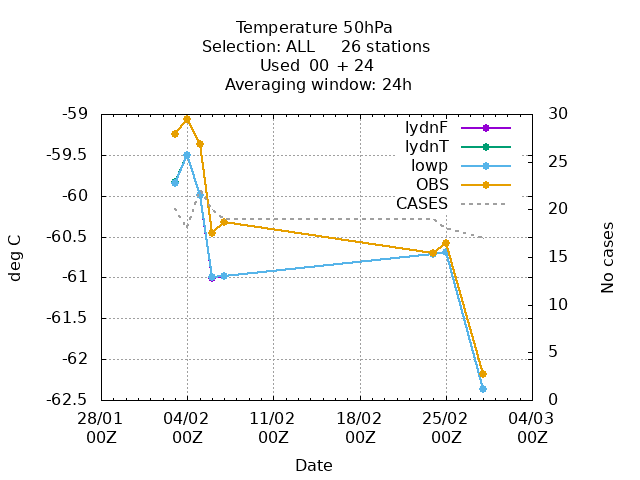 Temperature 50hPa
Selection: ALL 26 stations
Used 00 + 24
Averaging window: 24h
-59
-59.5
-60
-60.5
-61
-61.5
-62
-62.5
deg C
30
25
20
15
10
5
0
No cases
lydnF
lydnT
lowp
OBS
CASES
28/01 04/02 11/02 18/02 25/02 04/03
00Z 00Z 00Z 00Z 00Z 00Z
Date